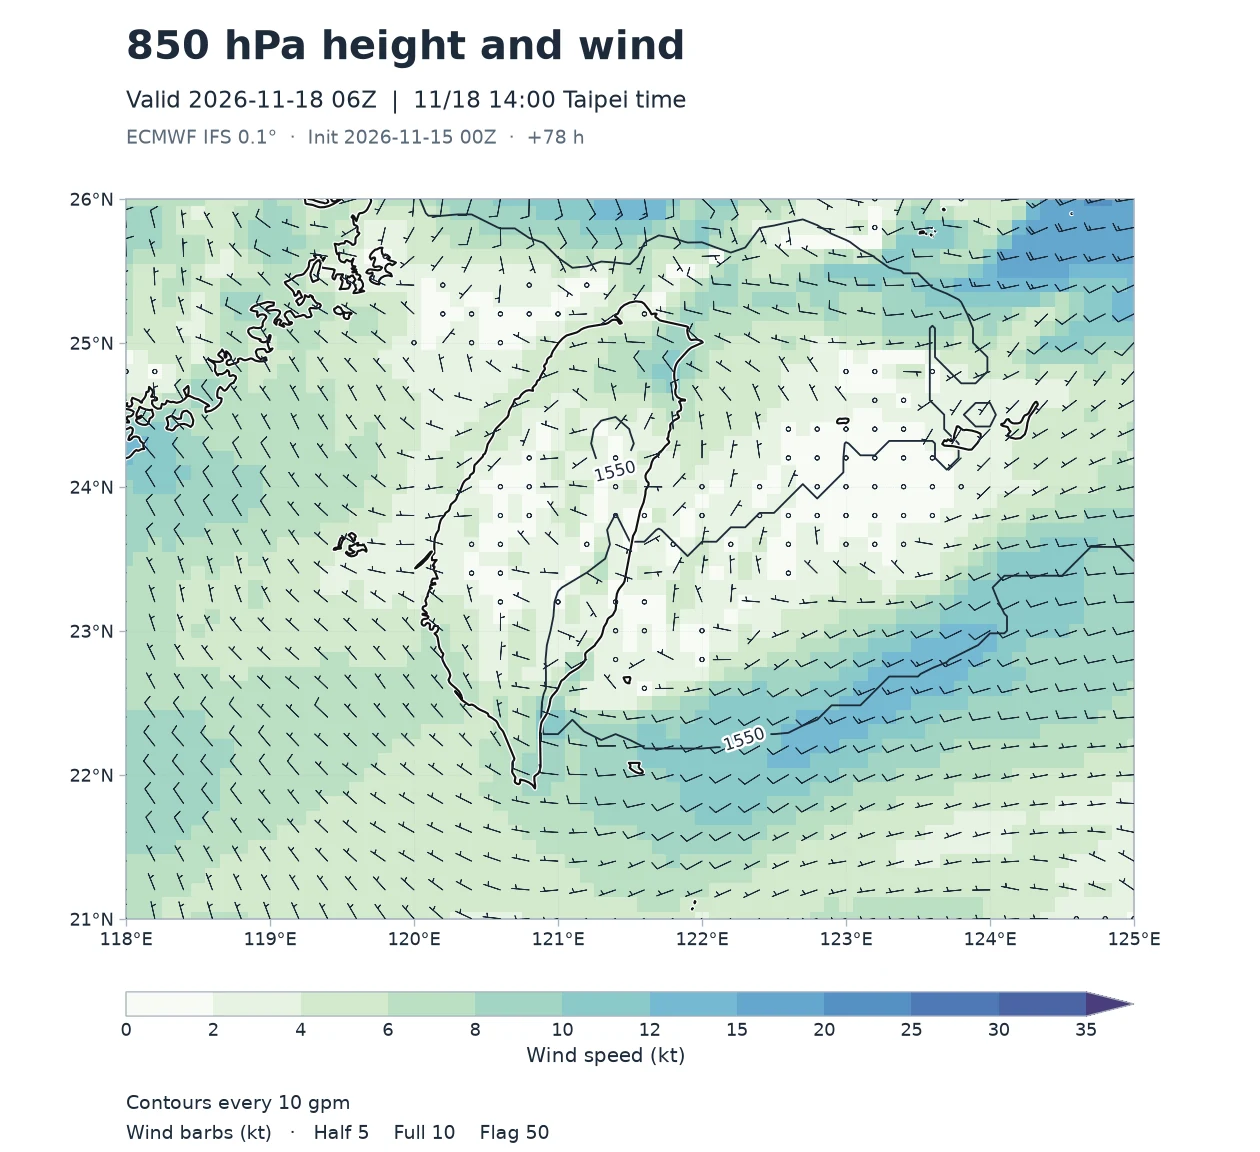 850 hPa height and wind
Valid 2026-11-18 06Z | 11/18 14:00 Taipei time
ECMWF IFS 0.1° · Init 2026-11-15 00Z · +78 h
26°N
25°N
24°N
23°N
22°N
21°N
1550
1550
118°E 119°E 120°E 121°E 122°E 123°E 124°E 125°E
0 2 4 6 8 10 12 15 20 25 30 35
Wind speed (kt)
Contours every 10 gpm
Wind barbs (kt) · Half 5 Full 10 Flag 50